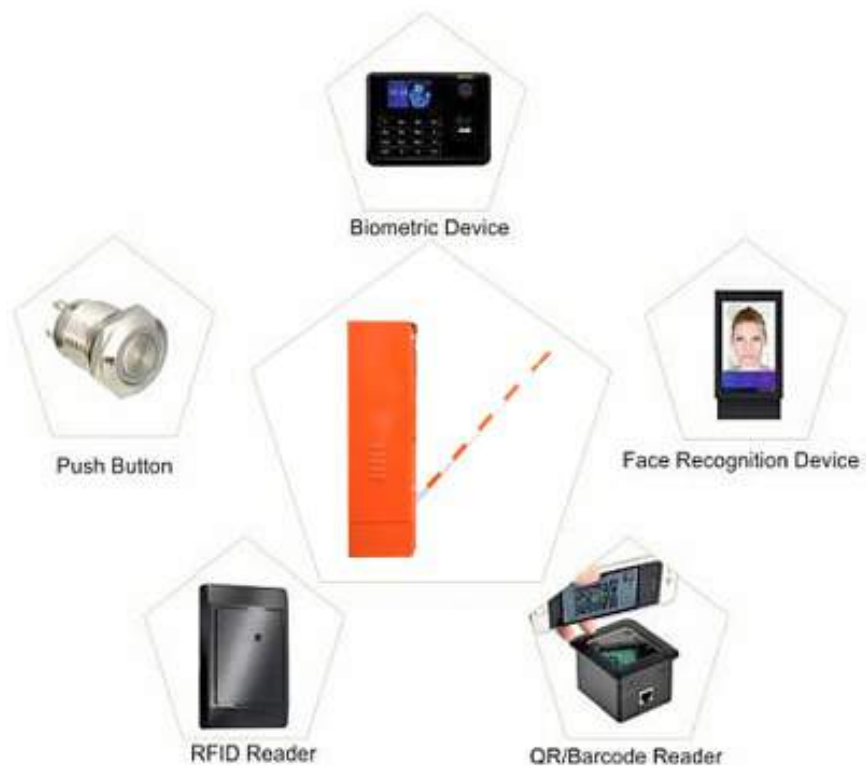 Biometric Device
Push Button
Face Recognition Device
RFID Reader
QR/Barcode Reader